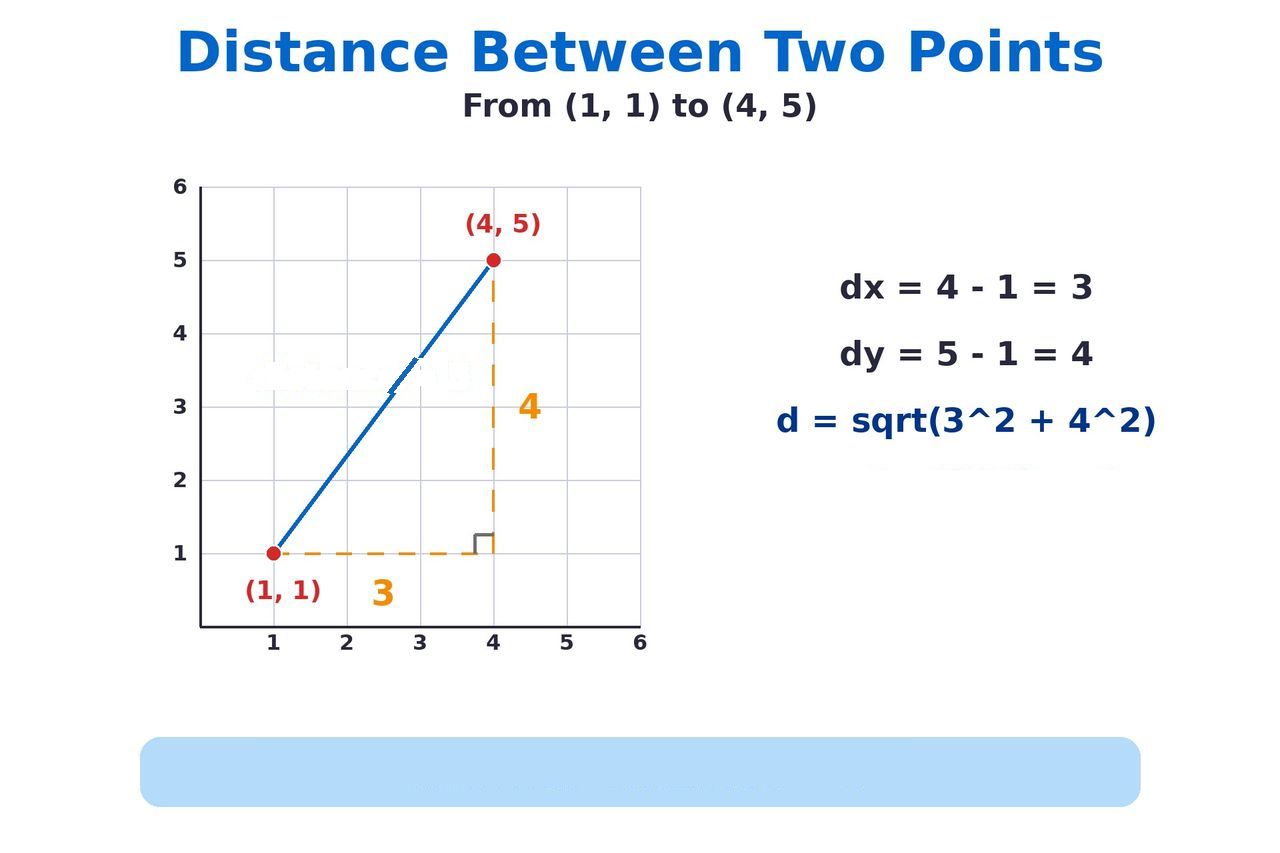 Distance Between Two Points
From (1, 1) to (4, 5)
6
(4, 5)
5
4
3
2
1
4
(1, 1)
3
1 2 3 4 5 6
dx = 4 - 1 = 3
dy = 5 - 1 = 4
d = sqrt(3^2 + 4^2)